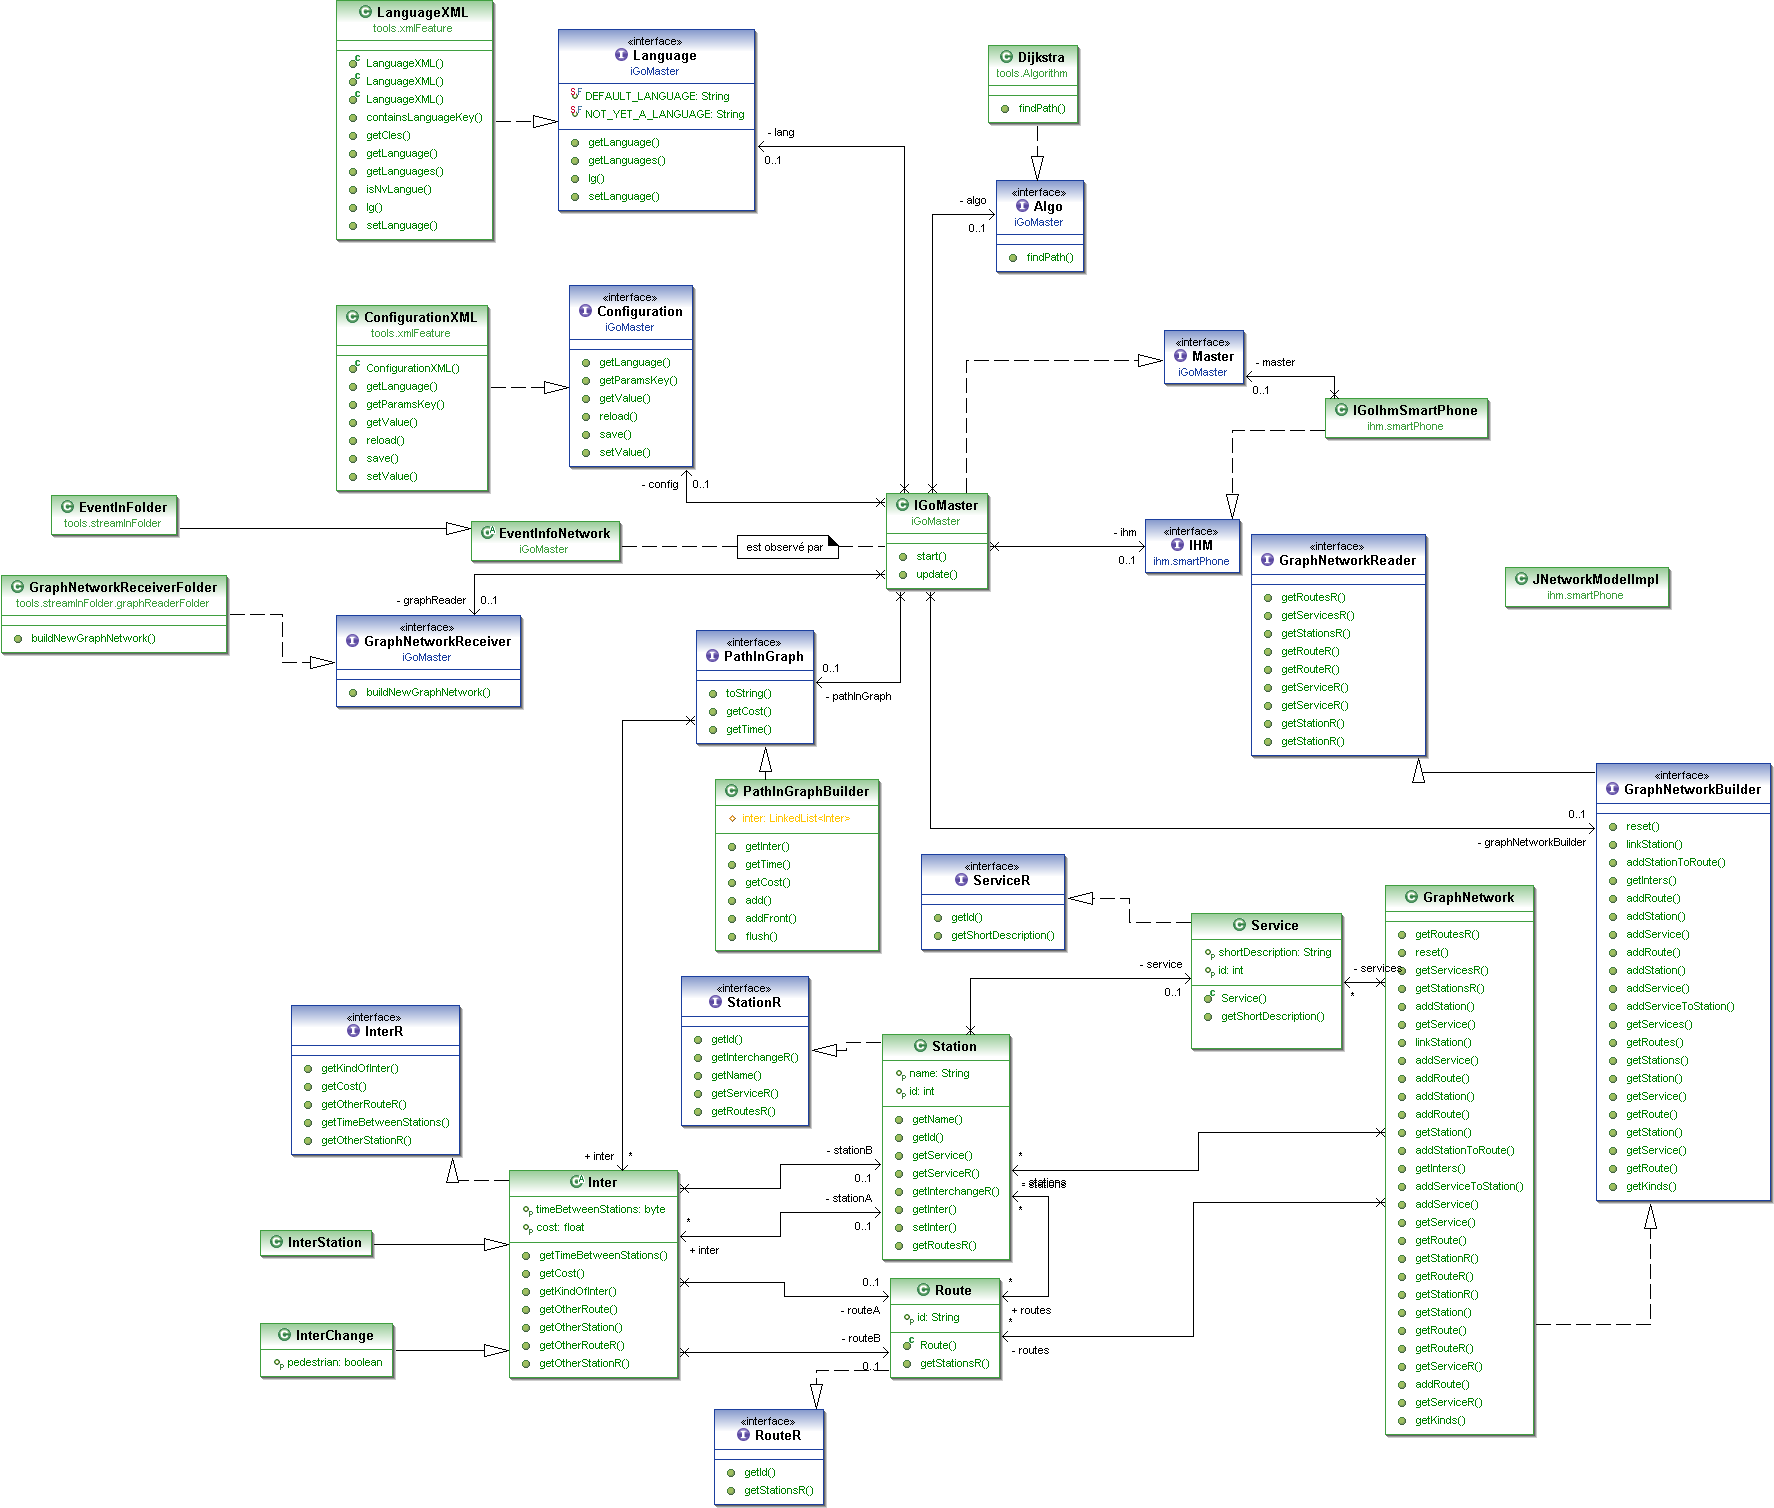 LanguageXML
tools.xmlFeature
LanguageXML()
LanguageXML()
LanguageXML()
containsLanguageKey()
getCles()
getLanguage()
getLanguages()
isNvLangue()
lg()
setLanguage()
«interface»
Language
iGoMaster
DEFAULT_LANGUAGE: String
NOT_YET_A_LANGUAGE: String
getLanguage()
getLanguages()
lg()
setLanguage()
- lang
0..1
Dijkstra
tools.Algorithm
findPath()
«interface»
Algo
iGoMaster
findPath()
- algo
0..1
ConfigurationXML
tools.xmlFeature
ConfigurationXML()
getLanguage()
getParamsKey()
getValue()
reload()
save()
setValue()
«interface»
Configuration
iGoMaster
getLanguage()
getParamsKey()
getValue()
reload()
save()
setValue()
- config
0..1
«interface»
Master
iGoMaster
- master
0..1
IGoIhmSmartPhone
ihm.smartPhone
EventInFolder
tools.streamInFolder
EventInfoNetwork
iGoMaster
est observé par
IGoMaster
iGoMaster
start()
update()
- ihm
0..1
«interface»
IHM
ihm.smartPhone
«interface»
GraphNetworkReader
getRoutesR()
getServicesR()
getStationsR()
getRouteR()
getRouteR()
getServiceR()
getServiceR()
getStationR()
getStationR()
JNetworkModelImpl
ihm.smartPhone
GraphNetworkReceiverFolder
tools.streamInFolder.graphReaderFolder
buildNewGraphNetwork()
- graphReader
0..1
«interface»
GraphNetworkReceiver
iGoMaster
buildNewGraphNetwork()
«interface»
PathInGraph
toString()
getCost()
getTime()
0..1
- pathInGraph
PathInGraphBuilder
inter: LinkedList<Inter>
getInter()
getTime()
getCost()
add()
addFront()
flush()
0..1
- graphNetworkBuilder
«interface»
GraphNetworkBuilder
reset()
linkStation()
addStationToRoute()
getInters()
addRoute()
addStation()
addService()
addRoute()
addStation()
addService()
addServiceToStation()
getServices()
getRoutes()
getStations()
getStation()
getService()
getRoute()
getStation()
getService()
getRoute()
getKinds()
«interface»
ServiceR
getId()
getShortDescription()
Service
shortDescription: String
id: int
Service()
getShortDescription()
- service
0..1
- services
*
GraphNetwork
getRoutesR()
reset()
getServicesR()
getStationsR()
addStation()
getService()
linkStation()
addService()
addRoute()
addStation()
addRoute()
getStation()
addStationToRoute()
getInters()
addServiceToStation()
addService()
getService()
getRoute()
getStationR()
getRouteR()
getStationR()
getStation()
getRoute()
getRouteR()
getServiceR()
addRoute()
getServiceR()
getKinds()
«interface»
StationR
getId()
getInterchangeR()
getName()
getServiceR()
getRoutesR()
Station
name: String
id: int
getName()
getId()
getService()
getServiceR()
getInterchangeR()
getInter()
setInter()
getRoutesR()
*
- stations
- stations
*
«interface»
InterR
getKindOfInter()
getCost()
getOtherRouteR()
getTimeBetweenStations()
getOtherStationR()
+ inter
*
Inter
timeBetweenStations: byte
cost: float
getTimeBetweenStations()
getCost()
getKindOfInter()
getOtherRoute()
getOtherStation()
getOtherRouteR()
getOtherStationR()
- stationB
0..1
- stationA
0..1
*
+ inter
InterStation
InterChange
pedestrian: boolean
0..1
- routeA
- routeB
0..1
Route
id: String
Route()
getStationsR()
*
+ routes
*
- routes
«interface»
RouteR
getId()
getStationsR()